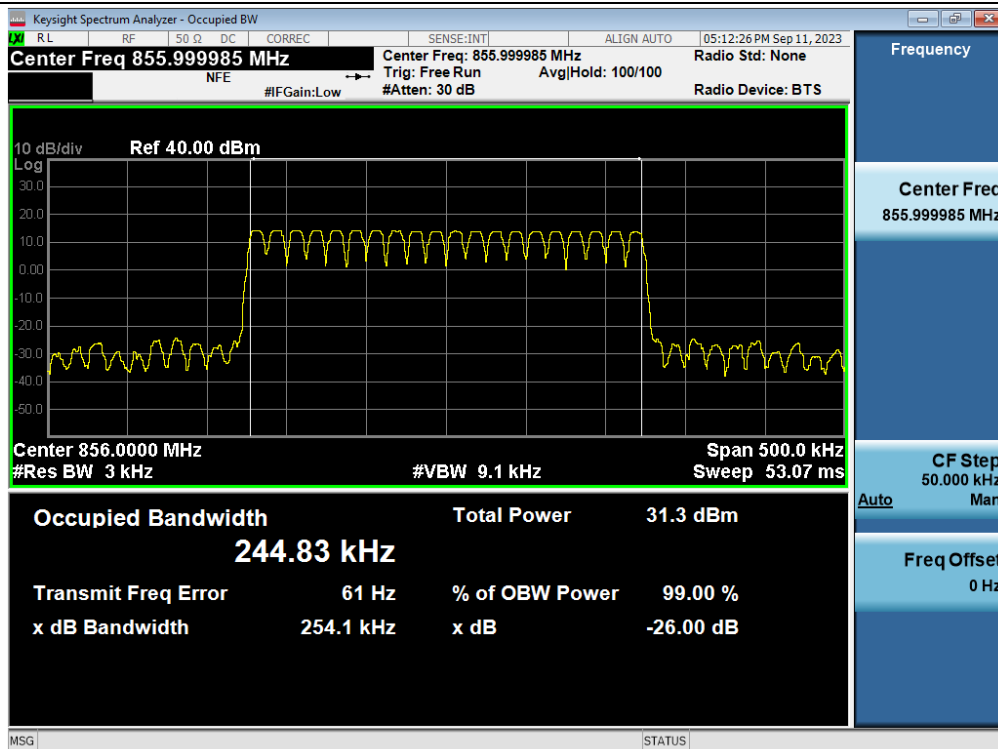 Keysight Spectrum Analyzer - Occupied BW
LXI RL RF 50 Ω DC CORREC SENSE:INT ALIGN AUTO 05:12:26 PM Sep 11, 2023
Center Freq 855.999985 MHz Center Freq: 855.999985 MHz Radio Std: None
NFE Trig: Free Run Avg|Hold: 100/100
#IFGain:Low #Atten: 30 dB Radio Device: BTS
Frequency
10 dB/div Ref 40.00 dBm
Log
30.0
20.0
10.0
0.00
-10.0
-20.0
-30.0
-40.0
-50.0
Center 856.0000 MHz Span 500.0 kHz
#Res BW 3 kHz #VBW 9.1 kHz Sweep 53.07 ms
Occupied Bandwidth Total Power 31.3 dBm
244.83 kHz
Transmit Freq Error 61 Hz % of OBW Power 99.00 %
x dB Bandwidth 254.1 kHz x dB -26.00 dB
Center Freq
855.999985 MHz
CF Step
50.000 kHz
Auto Man
Freq Offset
0 Hz
MSG STATUS